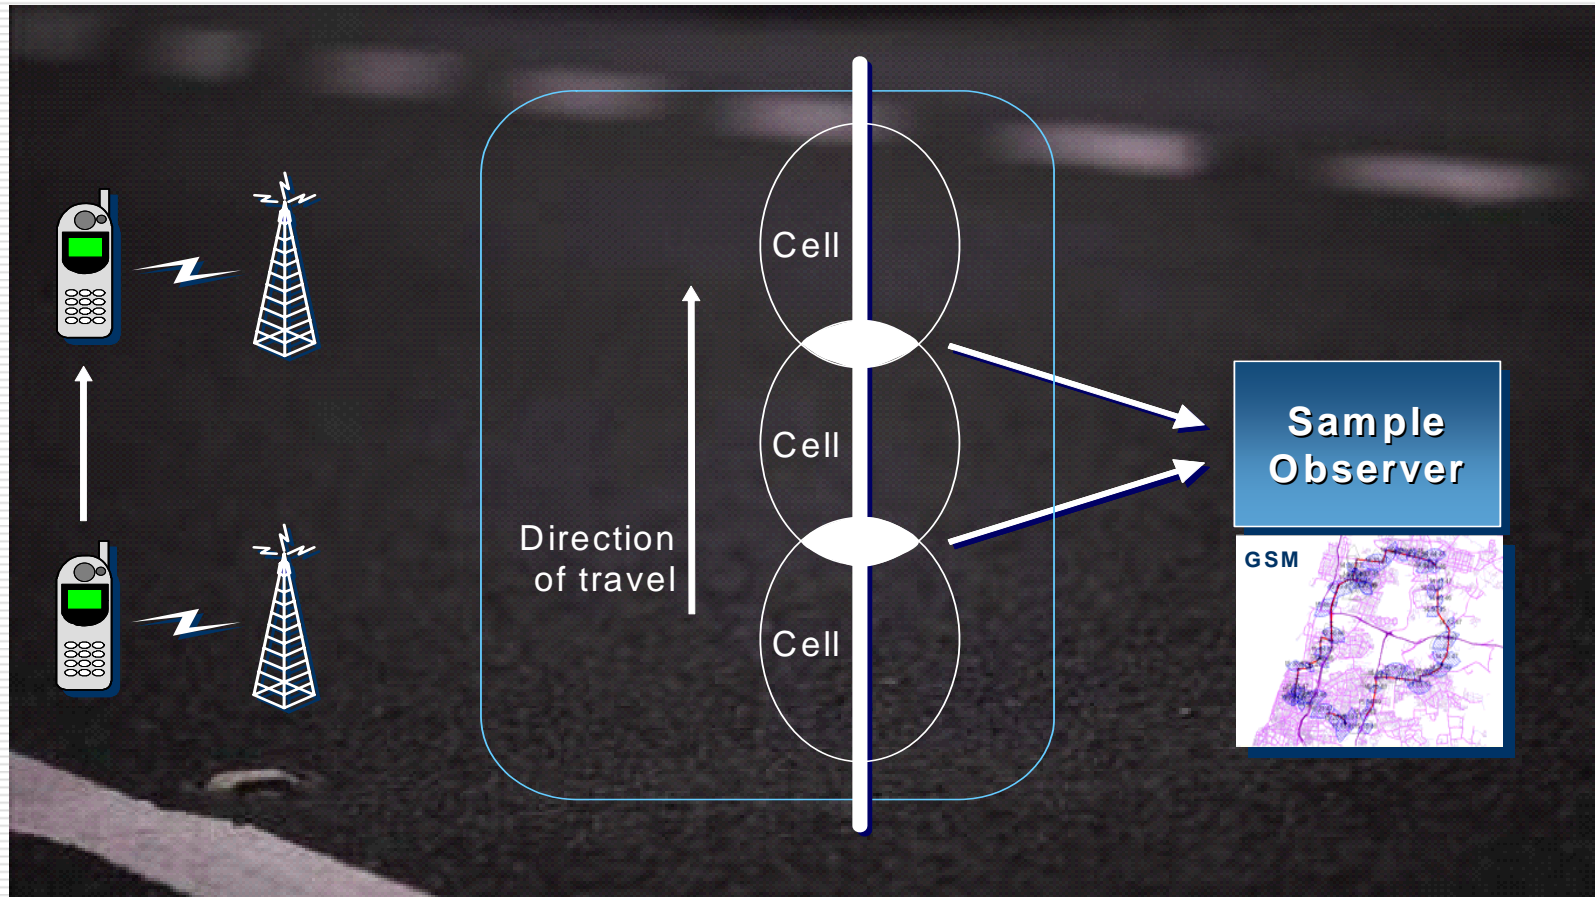 Cell
Cell
Direction
of travel
Cell
Sample
Observer
GSM